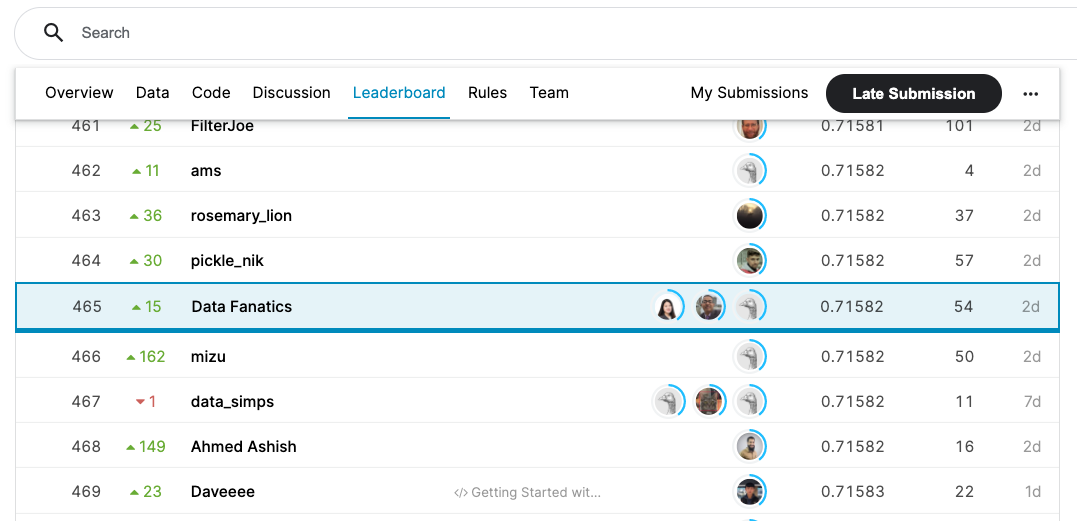 Search
Overview Data Code Discussion Leaderboard Rules Team My Submissions Late Submission ...
461 25 FilterJoe 0.71581 101 2d
462 11 ams 0.71582 4 2d
463 36 rosemary_lion 0.71582 37 2d
464 30 pickle_nik 0.71582 57 2d
465 15 Data Fanatics 0.71582 54 2d
466 162 mizu 0.71582 50 2d
467 1 data_simps 0.71582 11 7d
468 149 Ahmed Ashish 0.71582 16 2d
469 23 Daveeee </> Getting Started wit... 0.71583 22 1d